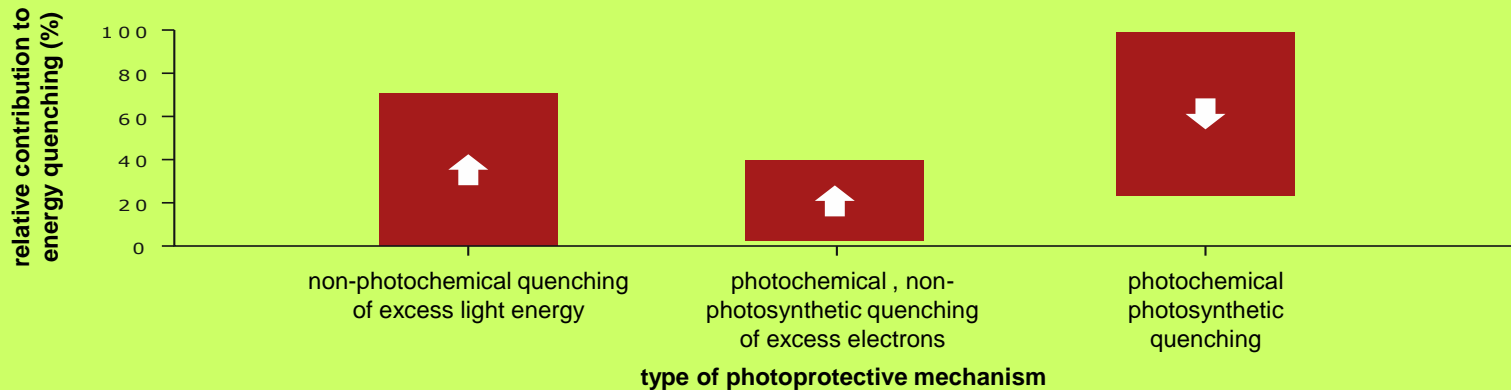 relative contribution to
energy quenching (%)
100
80
60
40
20
0
non-photochemical quenching
of excess light energy
photochemical , non-
photosynthetic quenching
of excess electrons
photochemical
photosynthetic
quenching
type of photoprotective mechanism